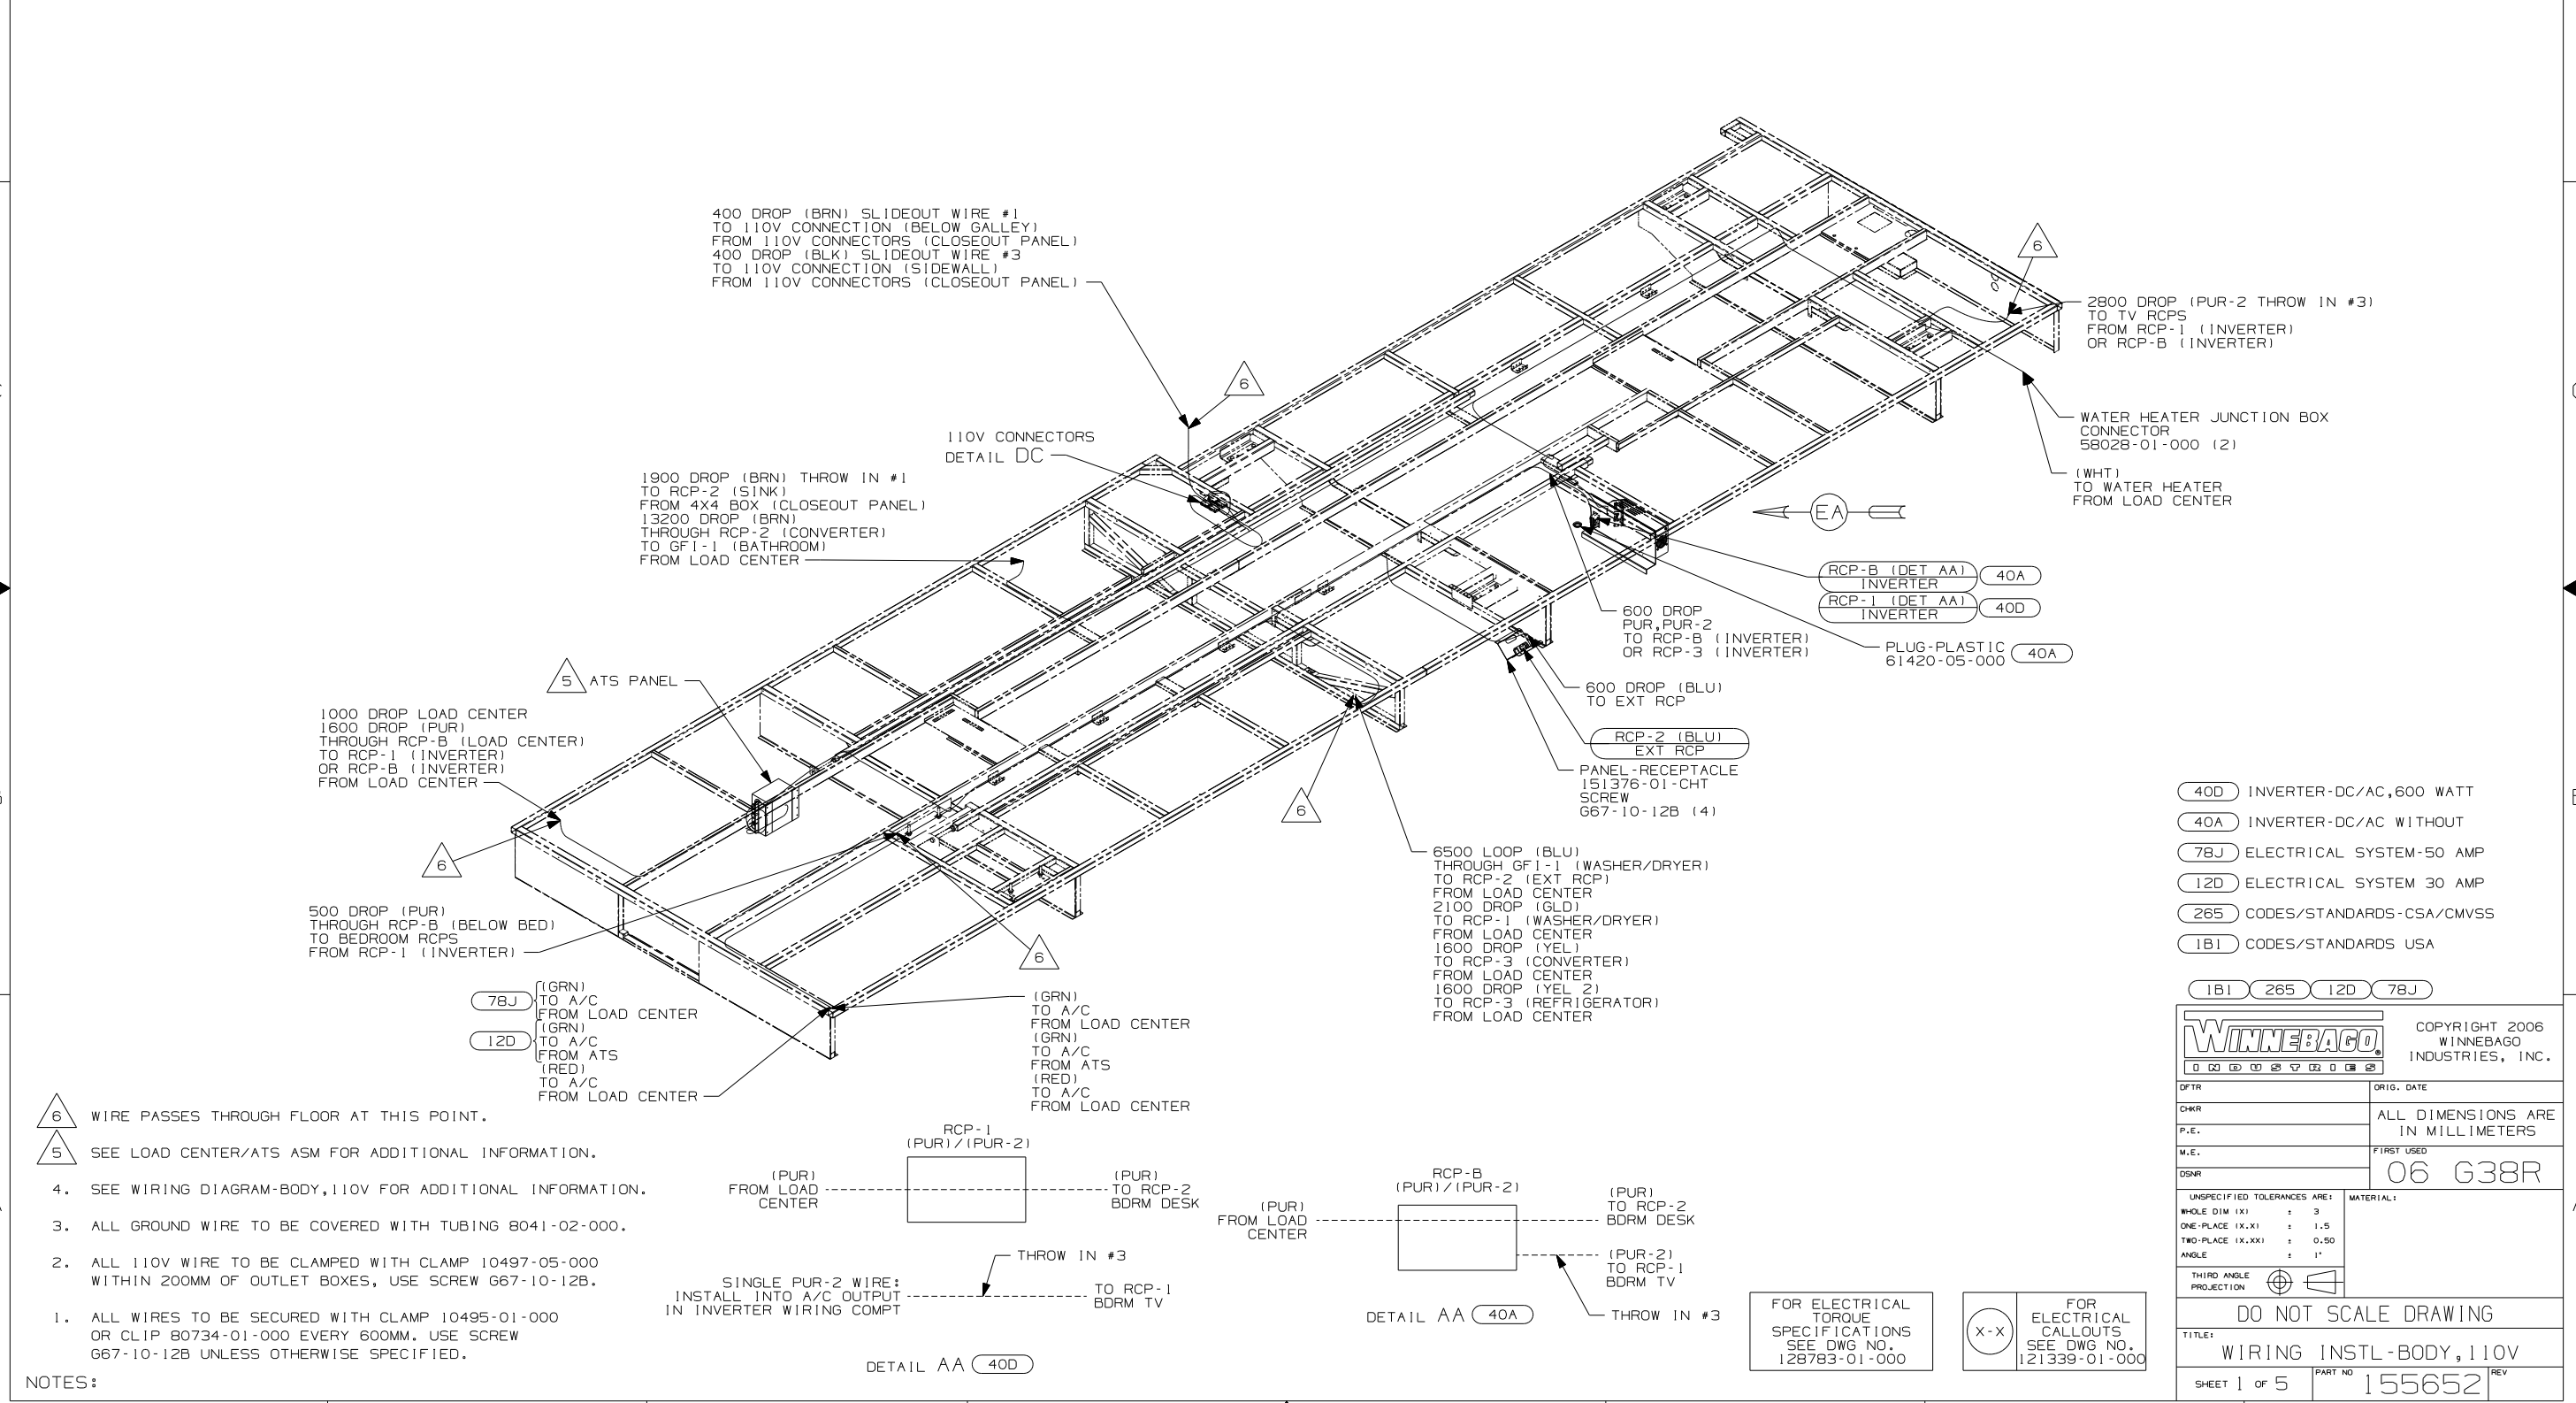 400 DROP (BRN) SLIDEOUT WIRE #1
TO 110V CONNECTION (BELOW GALLEY)
FROM 110V CONNECTORS (CLOSEOUT PANEL)
400 DROP (BLK) SLIDEOUT WIRE #3
TO 110V CONNECTION (SIDEWALL)
FROM 110V CONNECTORS (CLOSEOUT PANEL)
6
6
2800 DROP (PUR-2 THROW IN #3)
TO TV RCPS
FROM RCP-1 (INVERTER)
OR RCP-B (INVERTER)
110V CONNECTORS
DETAIL DC
WATER HEATER JUNCTION BOX
CONNECTOR
58028-01-000 (2)
(WHT)
TO WATER HEATER
FROM LOAD CENTER
1900 DROP (BRN) THROW IN #1
TO RCP-2 (SINK)
FROM 4X4 BOX (CLOSEOUT PANEL)
13200 DROP (BRN)
THROUGH RCP-2 (CONVERTER)
TO GFI-1 (BATHROOM)
FROM LOAD CENTER
EA
RCP-B (DET AA)
INVERTER
40A
RCP-1 (DET AA)
INVERTER
40D
600 DROP
PUR,PUR-2
TO RCP-B (INVERTER)
OR RCP-3 (INVERTER)
PLUG-PLASTIC
61420-05-000
40A
5
ATS PANEL
600 DROP (BLU)
TO EXT RCP
1000 DROP LOAD CENTER
1600 DROP (PUR)
THROUGH RCP-B (LOAD CENTER)
TO RCP-1 (INVERTER)
OR RCP-B (INVERTER)
FROM LOAD CENTER
RCP-2 (BLU)
EXT RCP
PANEL-RECEPTACLE
151376-01-CHT
SCREW
G67-10-12B (4)
6
6
6500 LOOP (BLU)
THROUGH GFI-1 (WASHER/DRYER)
TO RCP-2 (EXT RCP)
FROM LOAD CENTER
2100 DROP (GLD)
TO RCP-1 (WASHER/DRYER)
FROM LOAD CENTER
1600 DROP (YEL)
TO RCP-3 (CONVERTER)
FROM LOAD CENTER
1600 DROP (YEL 2)
TO RCP-3 (REFRIGERATOR)
FROM LOAD CENTER
500 DROP (PUR)
THROUGH RCP-B (BELOW BED)
TO BEDROOM RCPS
FROM RCP-1 (INVERTER)
6
78J
(GRN)
TO A/C
FROM LOAD CENTER
12D
(GRN)
TO A/C
FROM ATS
(RED)
TO A/C
FROM LOAD CENTER
(GRN)
TO A/C
FROM LOAD CENTER
(GRN)
TO A/C
FROM ATS
(RED)
TO A/C
FROM LOAD CENTER
40D INVERTER-DC/AC,600 WATT
40A INVERTER-DC/AC WITHOUT
78J ELECTRICAL SYSTEM-50 AMP
12D ELECTRICAL SYSTEM 30 AMP
265 CODES/STANDARDS-CSA/CMVSS
1B1 CODES/STANDARDS USA
1B1 265 12D 78J
6 WIRE PASSES THROUGH FLOOR AT THIS POINT.
5 SEE LOAD CENTER/ATS ASM FOR ADDITIONAL INFORMATION.
4. SEE WIRING DIAGRAM-BODY,110V FOR ADDITIONAL INFORMATION.
3. ALL GROUND WIRE TO BE COVERED WITH TUBING 8041-02-000.
2. ALL 110V WIRE TO BE CLAMPED WITH CLAMP 10497-05-000
WITHIN 200MM OF OUTLET BOXES, USE SCREW G67-10-12B.
1. ALL WIRES TO BE SECURED WITH CLAMP 10495-01-000
OR CLIP 80734-01-000 EVERY 600MM. USE SCREW
G67-10-12B UNLESS OTHERWISE SPECIFIED.
NOTES:
RCP-1
(PUR)/(PUR-2)
(PUR)
FROM LOAD
CENTER
(PUR)
TO RCP-2
BDRM DESK
THROW IN #3
SINGLE PUR-2 WIRE:
INSTALL INTO A/C OUTPUT
IN INVERTER WIRING COMPT
TO RCP-1
BDRM TV
DETAIL AA 40D
RCP-B
(PUR)/(PUR-2)
(PUR)
FROM LOAD
CENTER
(PUR)
TO RCP-2
BDRM DESK
(PUR-2)
TO RCP-1
BDRM TV
THROW IN #3
DETAIL AA 40A
FOR ELECTRICAL
TORQUE
SPECIFICATIONS
SEE DWG NO.
128783-01-000
X-X
FOR
ELECTRICAL
CALLOUTS
SEE DWG NO.
121339-01-000
WINNEBAGO
INDUSTRIES
COPYRIGHT 2006
WINNEBAGO
INDUSTRIES, INC.
DFTR
ORIG. DATE
CHKR
ALL DIMENSIONS ARE
IN MILLIMETERS
P.E.
M.E.
FIRST USED
06 G38R
DSNR
UNSPECIFIED TOLERANCES ARE:
MATERIAL:
WHOLE DIM (X) ± 3
ONE-PLACE (X.X) ± 1.5
TWO-PLACE (X.XX) ± 0.50
ANGLE ± 1°
THIRD ANGLE
PROJECTION
DO NOT SCALE DRAWING
TITLE:
WIRING INSTL-BODY,110V
SHEET 1 OF 5
PART NO
155652
REV